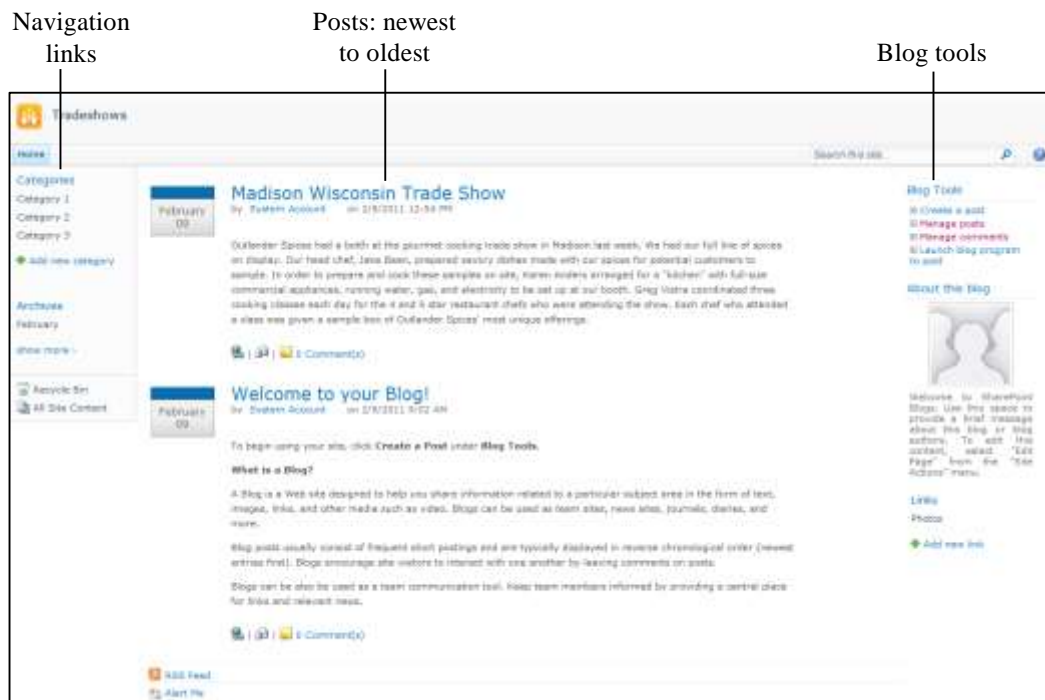 Navigation
links
Posts: newest
to oldest
Blog tools
Tradeshows
Home
Search this site...
Categories
Category 1
Category 2
Category 3
Add new category
Archives
February
show more ›
Recycle Bin
All Site Content
February
09
Madison Wisconsin Trade Show
by System Account on 2/9/2011 12:54 PM
Outlander Spices had a booth at the gourmet cooking trade show in Madison last week. We had our full line of spices
on display. Our head chef, Jess Bean, prepared savory dishes made with our spices for potential customers to
sample. In order to prepare and cook these samples on site, Karen Anders arranged for a "kitchen" with full-size
commercial appliances, running water, gas, and electricity to be set up at our booth. Greg coordinated three
cooking classes each day for the 4 and 5 star restaurant chefs who were attending the show. Each chef who attended
a class was given a sample box of Outlander Spices' most unique offerings.
| | 0 Comment(s)
February
09
Welcome to your Blog!
by System Account on 2/9/2011 9:02 AM
To begin using your site, click Create a Post under Blog Tools.
What is a Blog?
A Blog is a Web site designed to help you share information related to a particular subject area in the form of text,
images, links, and other media such as video. Blogs can be used as team sites, news sites, journals, diaries, and
more.
Blog posts usually consist of frequent short postings and are typically displayed in reverse chronological order (newest
entries first). Blogs encourage site visitors to interact with one another by leaving comments on posts.
Blogs can be also be used as a team communication tool. Keep team members informed by providing a central place
for links and relevant news.
| | 0 Comment(s)
RSS Feed
Alert Me
Blog Tools
Create a post
Manage posts
Manage comments
Launch blog program
to post
About this blog
Welcome to SharePoint
Blogs. Use this space to
provide a brief message
about this blog or blog
authors. To edit this
content, select "Edit
Page" from the "Site
Actions" menu.
Links
Photos
Add new link